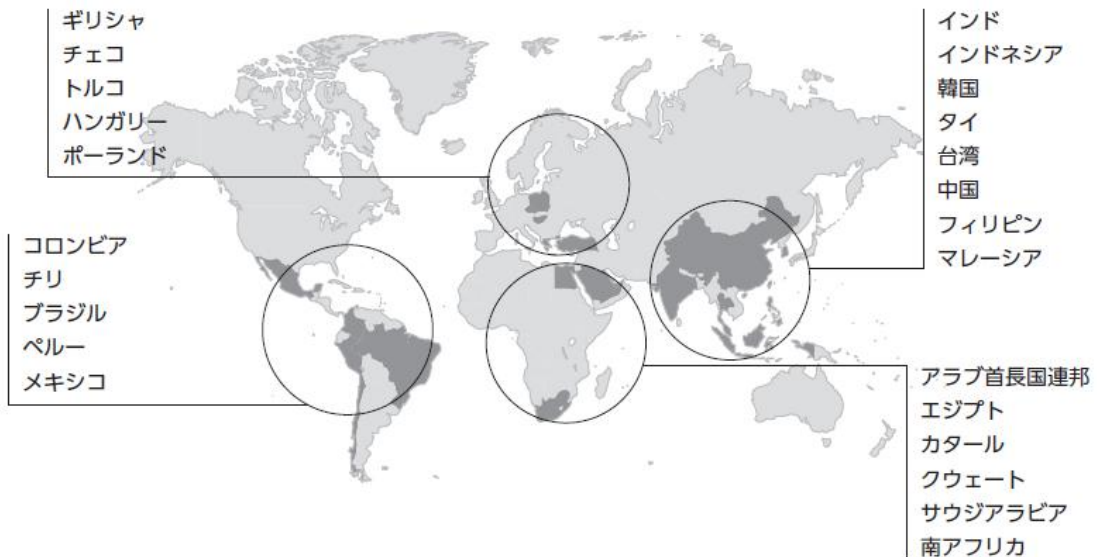 ギリシャ
チェコ
トルコ
ハンガリー
ポーランド
インド
インドネシア
韓国
タイ
台湾
中国
フィリピン
マレーシア
コロンビア
チリ
ブラジル
ペルー
メキシコ
アラブ首長国連邦
エジプト
カタール
クウェート
サウジアラビア
南アフリカ